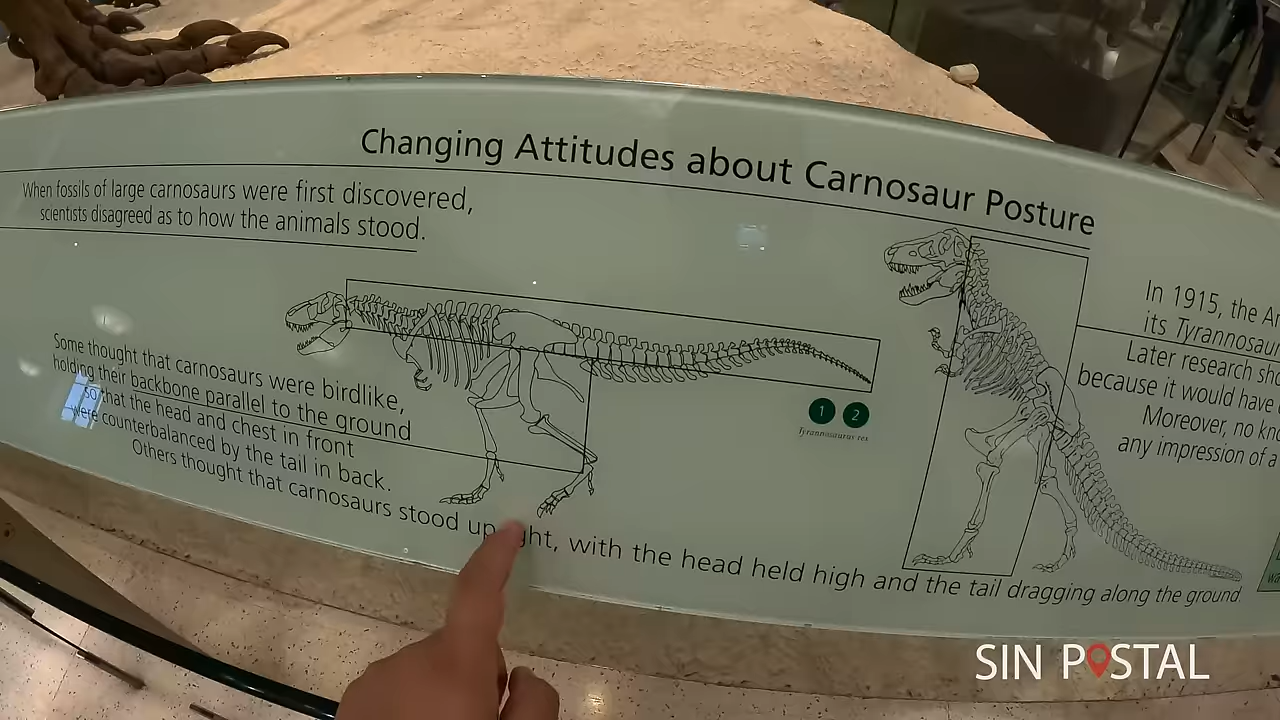 Changing Attitudes about Carnosaur Posture
When fossils of large carnosaurs were first discovered,
scientists disagreed as to how the animals stood.
Some thought that carnosaurs were birdlike,
holding their backbone parallel to the ground
so that the head and chest in front
were counterbalanced by the tail in back.
Others thought that carnosaurs stood upright, with the head held high and the tail dragging along the ground.
1 2
Tyrannosaurus rex
In 1915, the
its
Later research
because it would have
Moreover, no
any impression of a
SIN POSTAL